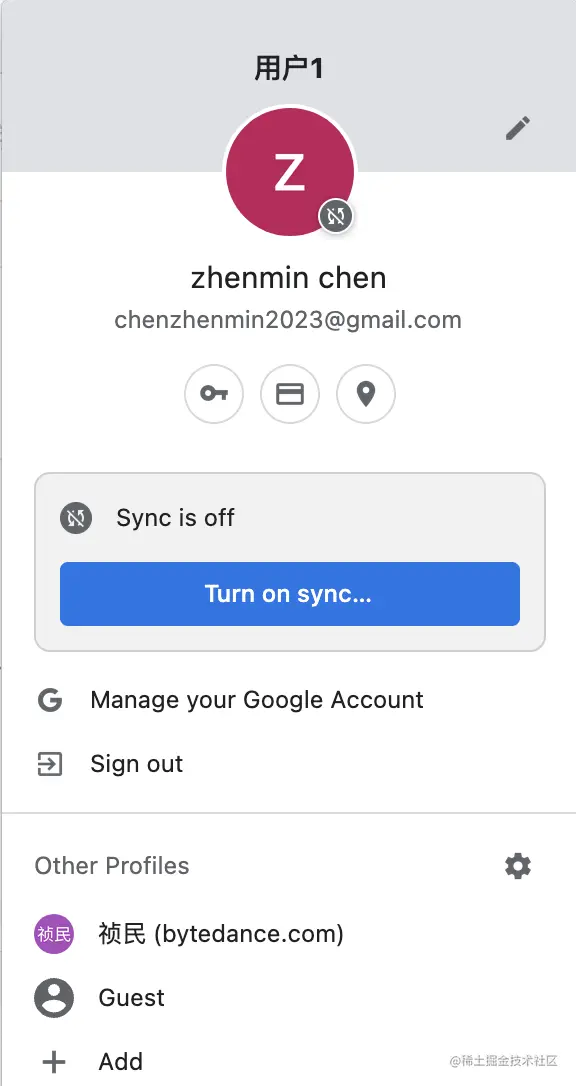 用户1
Z
zhenmin chen
chenzhenmin2023@gmail.com
Sync is off
Turn on sync...
Manage your Google Account
Sign out
Other Profiles
祯民 祯民 (bytedance.com)
Guest
Add
@稀土掘金技术社区